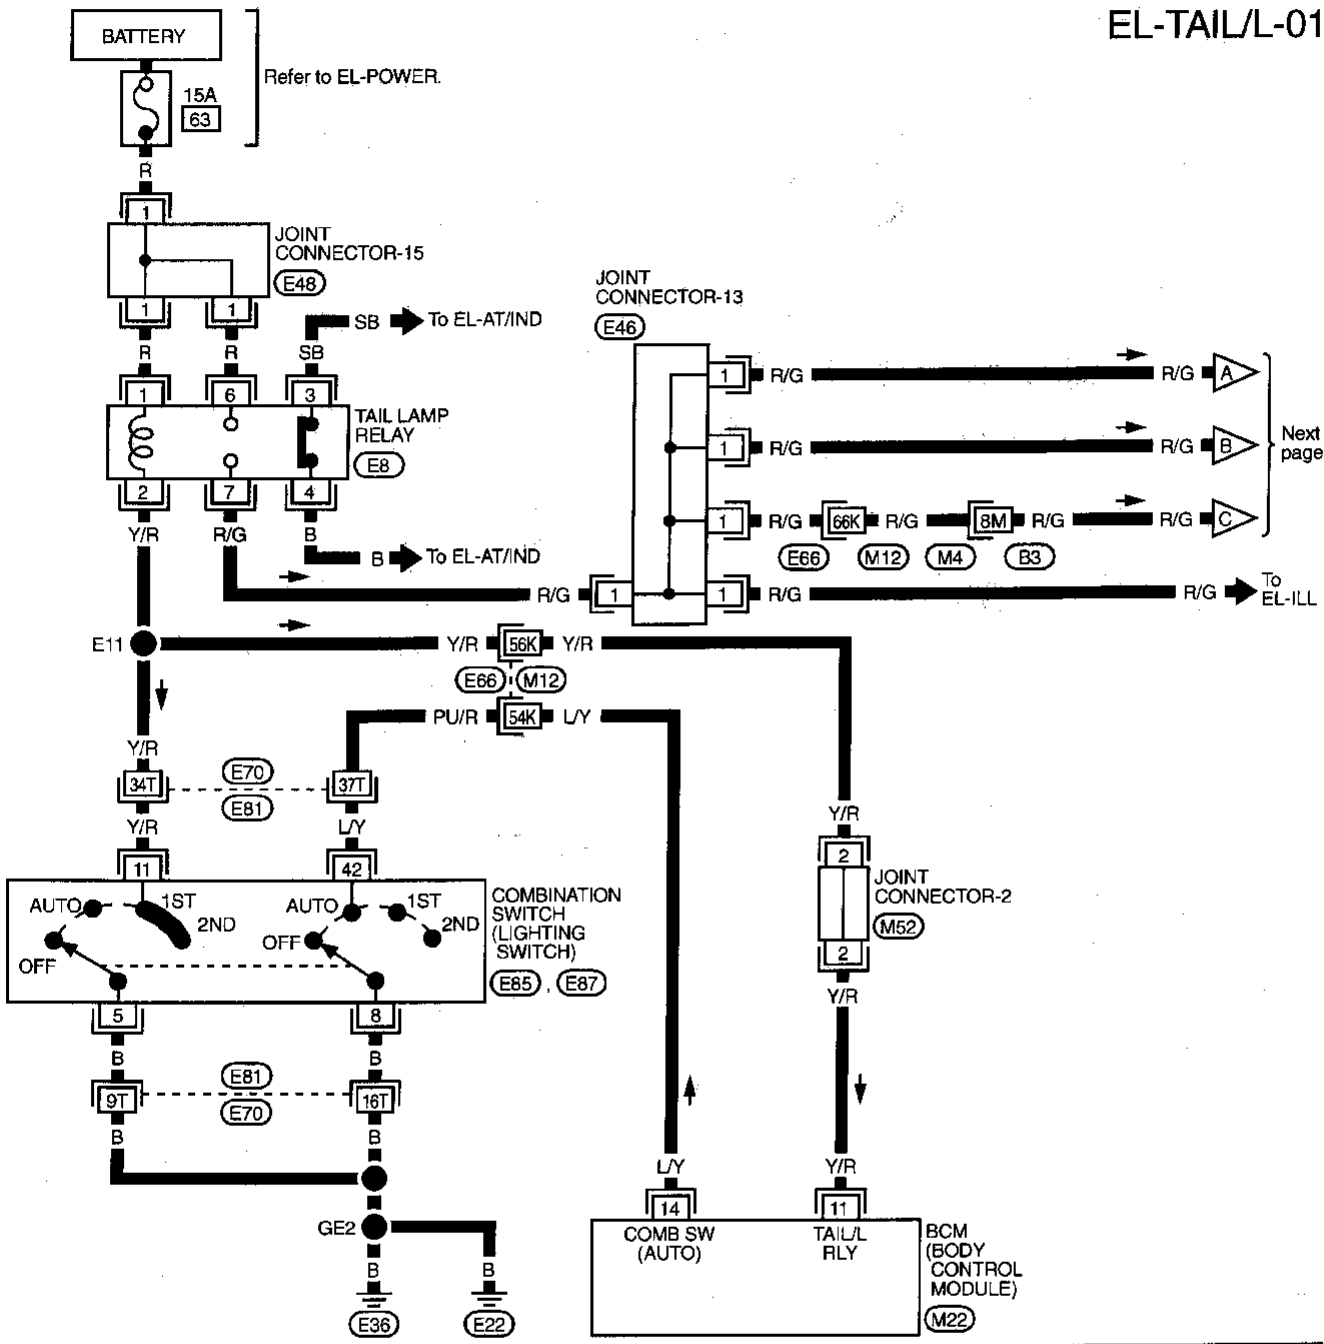 EL-TAIL/L-01
BATTERY
Refer to EL-POWER.
15A
63
R
1
JOINT
CONNECTOR-15
E48
1 1
SB To EL-AT/IND
R R SB
1 6 3
TAIL LAMP
RELAY
E8
2 7 4
Y/R R/G B
B To EL-AT/IND
JOINT
CONNECTOR-13
E46
1 R/G R/G A
1 R/G R/G B
Next
page
1 R/G 66K R/G 8M R/G R/G C
E66 M12 M4 B3
R/G 1 1 R/G R/G To
EL-ILL
E11 Y/R 56K Y/R
E66 M12
PU/R 54K L/Y
Y/R
34T E70 37T
E81
Y/R L/Y
11 42
AUTO 1ST 2ND OFF
AUTO 1ST 2ND OFF
COMBINATION
SWITCH
(LIGHTING
SWITCH)
E85 , E87
5 8
B B
E81
9T 16T
E70
B B
GE2
B B
E36 E22
Y/R
2
JOINT
CONNECTOR-2
M52
2
Y/R
L/Y Y/R
14 11
COMB SW
(AUTO)
TAIL/L
RLY
BCM
(BODY
CONTROL
MODULE)
M22